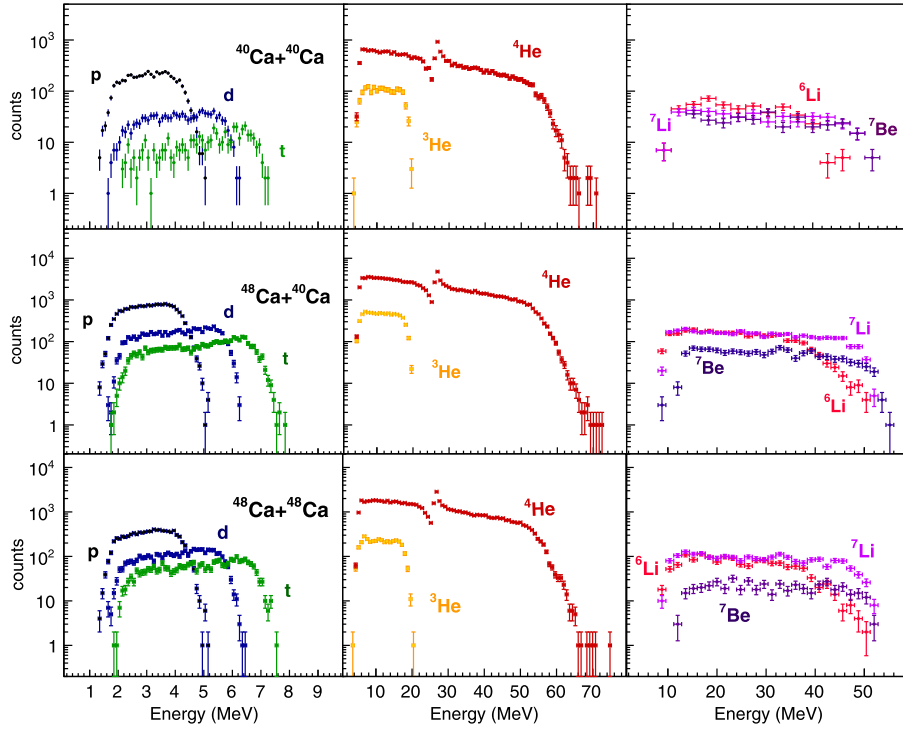 counts
10³
10²
10
1
p
⁴⁰Ca+⁴⁰Ca
d
t
⁴He
³He
⁷Li
⁶Li
⁷Be
counts
10⁴
10³
10²
10
1
p
⁴⁸Ca+⁴⁰Ca
d
t
⁴He
³He
⁷Li
⁷Be
⁶Li
counts
10⁴
10³
10²
10
1
p
⁴⁸Ca+⁴⁸Ca
d
t
⁴He
³He
⁶Li
⁷Li
⁷Be
1 2 3 4 5 6 7 8 9
10 20 30 40 50 60 70
10 20 30 40 50
Energy (MeV)
Energy (MeV)
Energy (MeV)